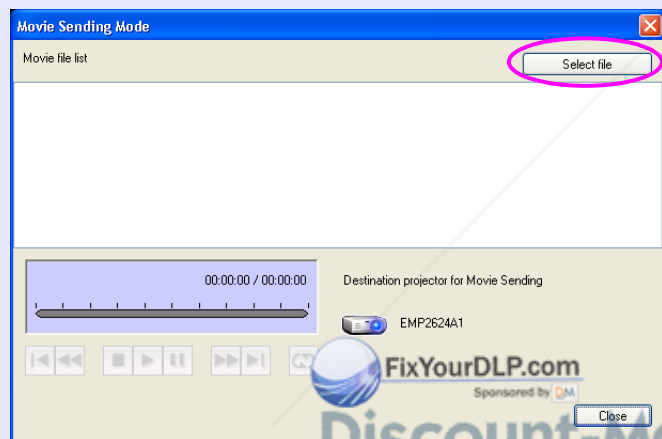 Movie Sending Mode
Movie file list
Select file
00:00:00 / 00:00:00
Destination projector for Movie Sending
EMP2624A1
FixYourDLP.com
Sponsored by DM
Close
Discount-M